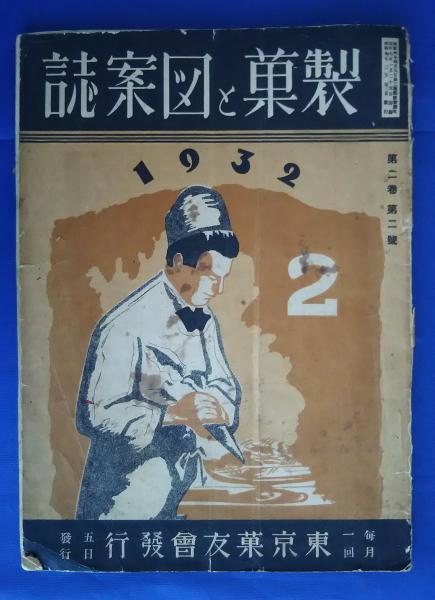 製菓と図案誌
1932
第二卷 第二號
2
每月一回
東京菓友會發行
五日發行